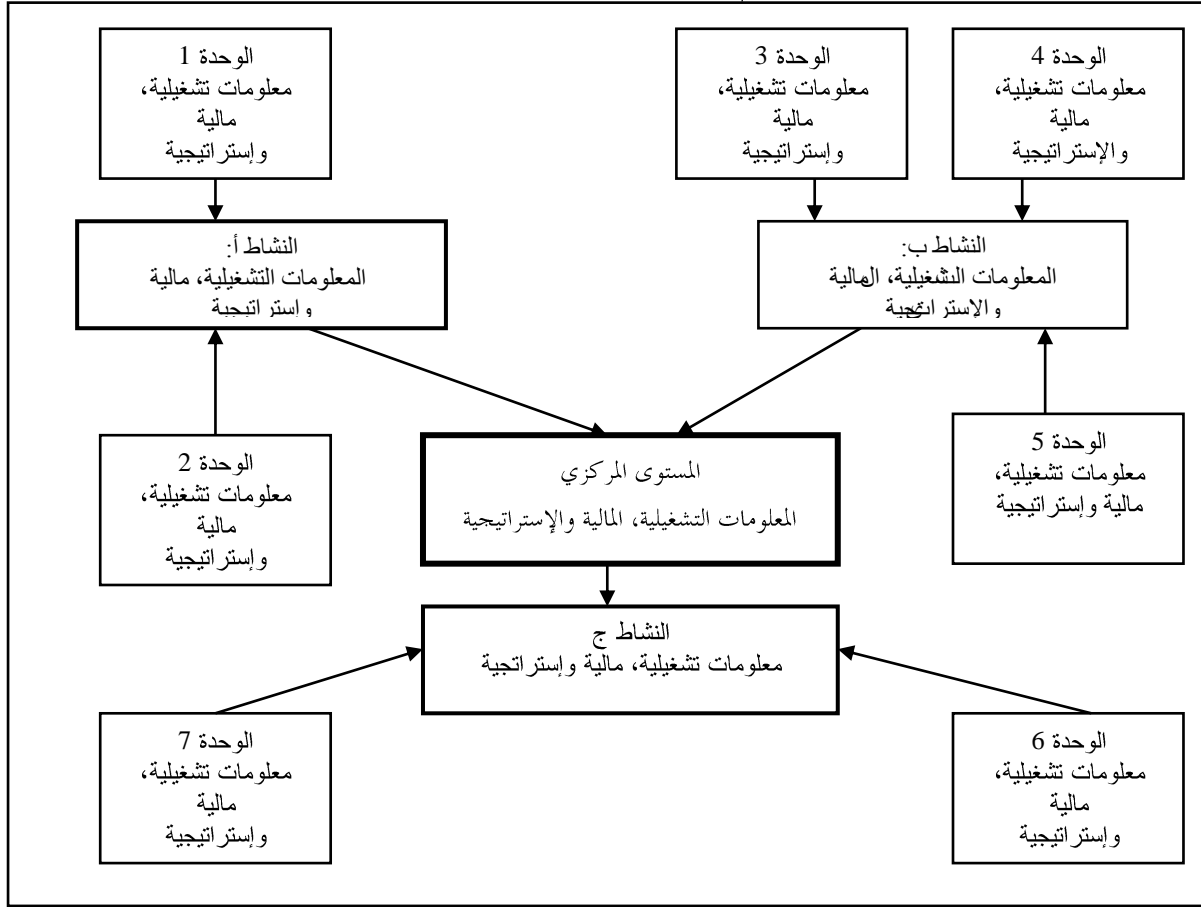 الوحدة 1
معلومات تشغيلية،
مالية
وإستراتيجية
الوحدة 3
معلومات تشغيلية،
مالية
وإستراتيجية
الوحدة 4
معلومات تشغيلية،
مالية
والإستراتيجية
النشاط أ:
المعلومات التشغيلية، مالية
وإستراتيجية
النشاط ب:
المعلومات التشغيلية، المالية
والإستراتيجية
الوحدة 2
معلومات تشغيلية،
مالية
وإستراتيجية
المستوى المركزي
المعلومات التشغيلية، المالية والإستراتيجية
الوحدة 5
معلومات تشغيلية،
مالية وإستراتيجية
النشاط ج
معلومات تشغيلية، مالية وإستراتجية
الوحدة 7
معلومات تشغيلية،
مالية
وإستراتيجية
الوحدة 6
معلومات تشغيلية،
مالية
وإستراتيجية